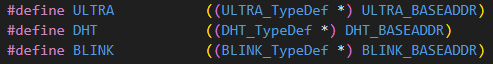 #define ULTRA ((ULTRA_TypeDef *) ULTRA_BASEADDR)
#define DHT ((DHT_TypeDef *) DHT_BASEADDR)
#define BLINK ((BLINK_TypeDef *) BLINK_BASEADDR)